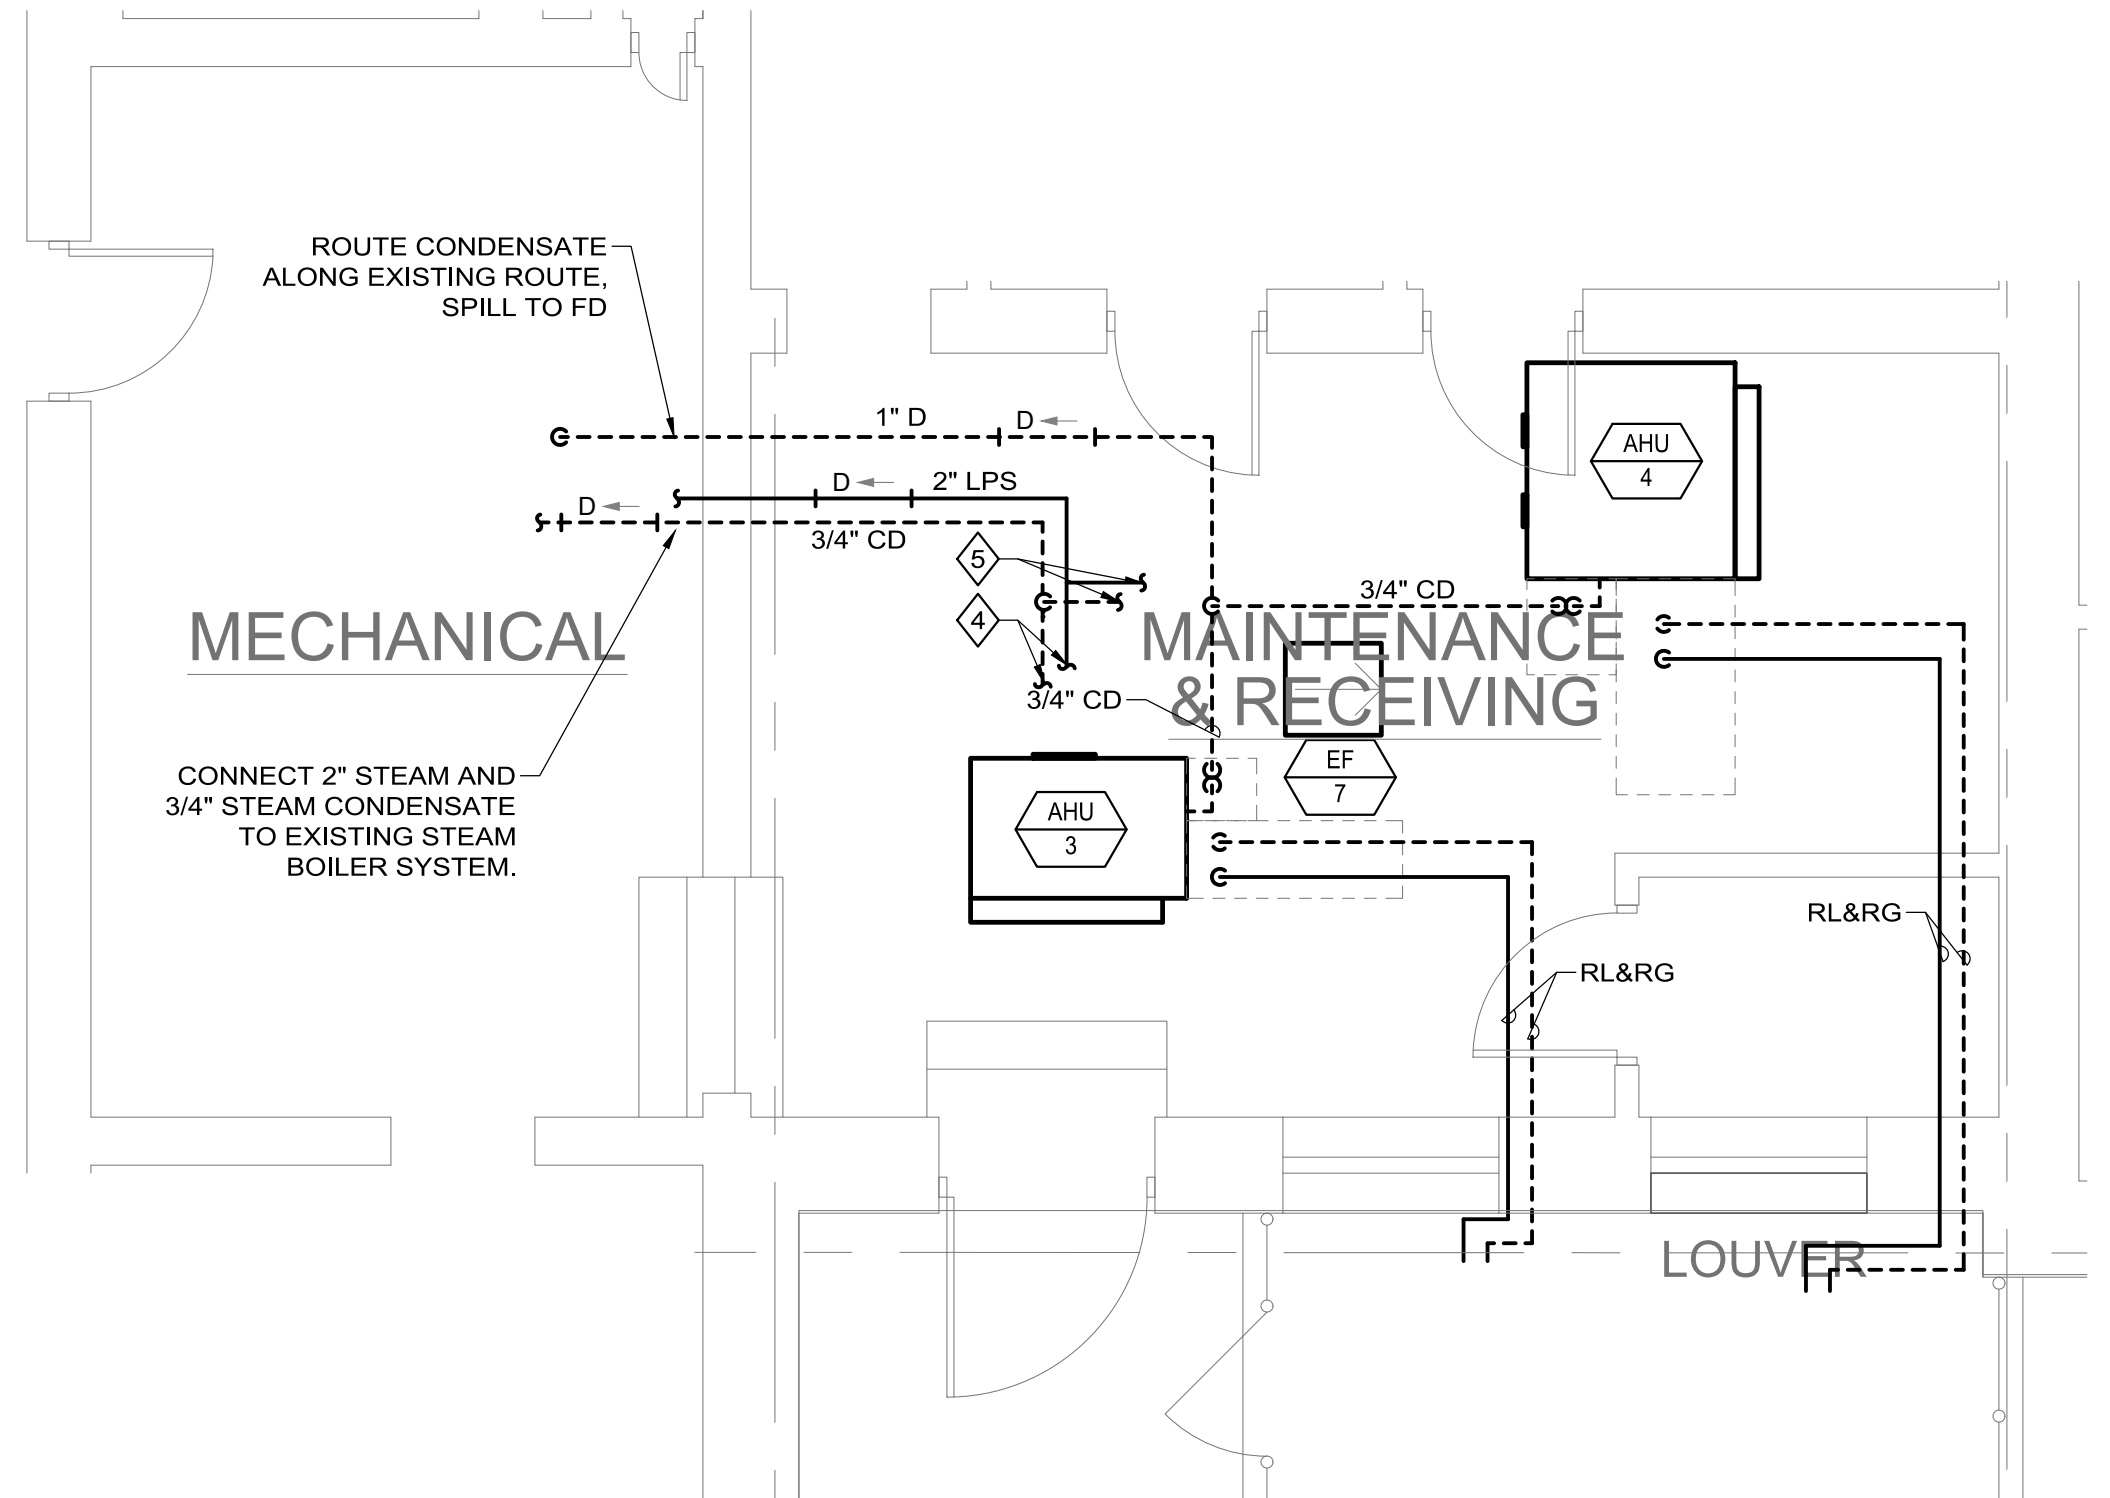 ROUTE CONDENSATE
ALONG EXISTING ROUTE,
SPILL TO FD
1" D
D
D
2" LPS
D
3/4" CD
AHU
4
5
3/4" CD
4
MECHANICAL
MAINTENANCE
& RECEIVING
3/4" CD
EF
7
CONNECT 2" STEAM AND
3/4" STEAM CONDENSATE
TO EXISTING STEAM
BOILER SYSTEM.
AHU
3
RL&RG
RL&RG
LOUVER